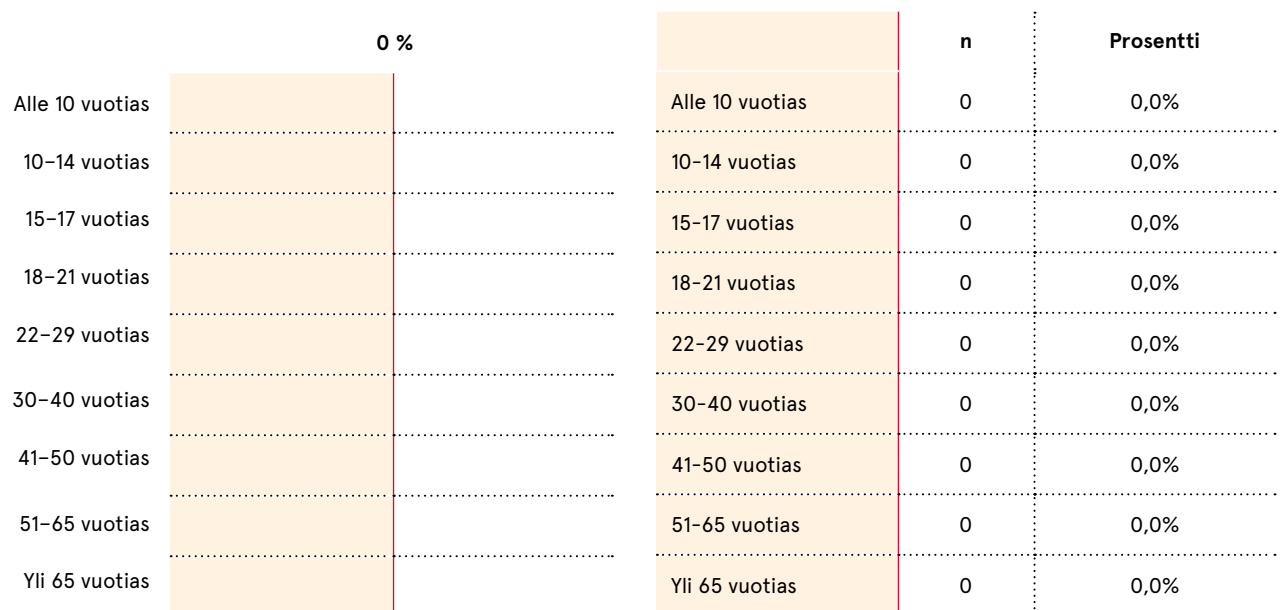 0 %
Alle 10 vuotias
10–14 vuotias
15–17 vuotias
18–21 vuotias
22–29 vuotias
30–40 vuotias
41–50 vuotias
51–65 vuotias
Yli 65 vuotias
n Prosentti
Alle 10 vuotias 0 0,0%
10-14 vuotias 0 0,0%
15-17 vuotias 0 0,0%
18-21 vuotias 0 0,0%
22-29 vuotias 0 0,0%
30-40 vuotias 0 0,0%
41-50 vuotias 0 0,0%
51-65 vuotias 0 0,0%
Yli 65 vuotias 0 0,0%